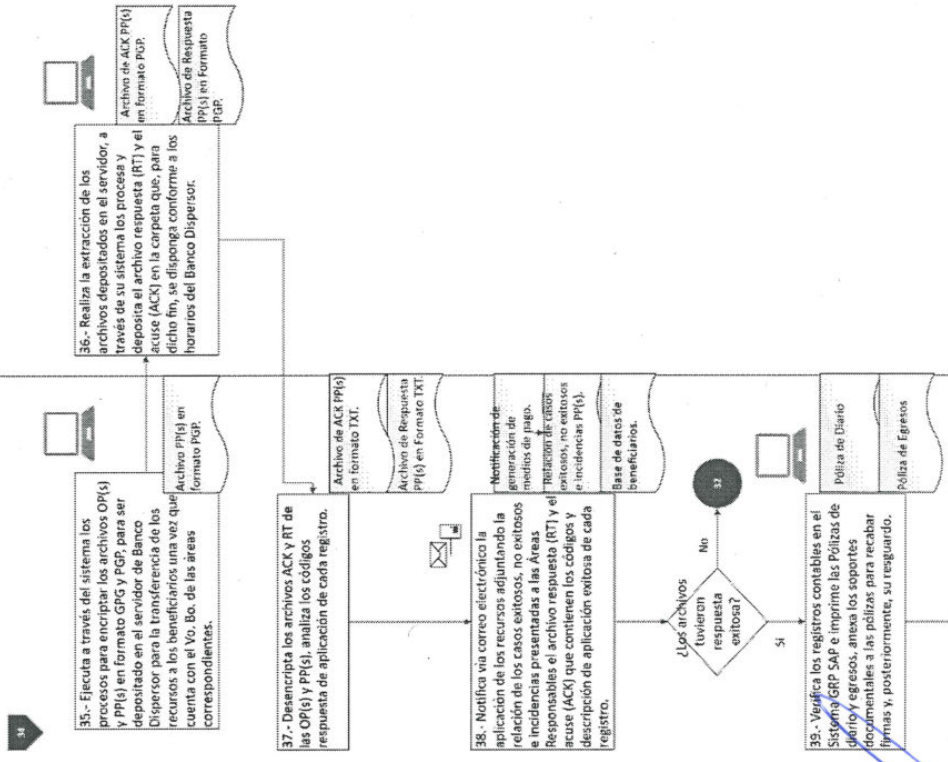 34
35.- Ejecuta a través del sistema los
procesos para encriptar los archivos OP(s)
y PP(s) en formato GPG y PGP, para ser
depositado en el servidor de Banco
Dispersor para la transferencia de los
recursos a los beneficiarios una vez que
cuenta con el Vo. Bo. de las áreas
correspondientes.
Archivo PP(s) en
formato PGP.
36.- Realiza la extracción de los
archivos depositados en el servidor, a
través de su sistema los procesa y
deposita el archivo respuesta (RT) y el
acuse (ACK) en la carpeta que, para
dicho fin, se disponga conforme a los
horarios del Banco Dispersor.
Archivo de ACK PP(s)
en formato PGP.
Archivo de Respuesta
PP(s) en Formato
PGP.
37.- Desencripta los archivos ACK y RT de
las OP(s) y PP(s), analiza los códigos
respuesta de aplicación de cada registro.
Archivo de ACK PP(s)
en formato TXT.
Archivo de Respuesta
PP(s) en Formato TXT.
38.- Notifica vía correo electrónico la
aplicación de los recursos adjuntando la
relación de los casos exitosos, no exitosos
e incidencias presentadas a las Áreas
Responsables el archivo respuesta (RT) y el
acuse (ACK) que contienen los códigos y
descripción de aplicación exitosa de cada
registro.
Notificación de
generación de
medios de pago.
Relación de casos
exitosos, no exitosos
e incidencias PP(s).
Base de datos de
beneficiarios.
¿Los archivos
tuvieron
respuesta
exitosa?
No
32
Si
39.- Verifica los registros contables en el
Sistema GRP SAP e imprime las Pólizas de
diario y egresos, anexa los soportes
documentales a las pólizas para recabar
firmas y, posteriormente, su resguardo.
Póliza de Diario
Póliza de Egresos